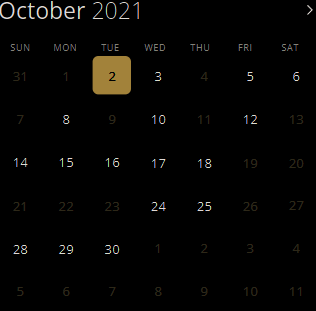 October 2021
SUN MON TUE WED THU FRI SAT
31 1 2 3 4 5 6
7 8 9 10 11 12 13
14 15 16 17 18 19 20
21 22 23 24 25 26 27
28 29 30 1 2 3 4
5 6 7 8 9 10 11